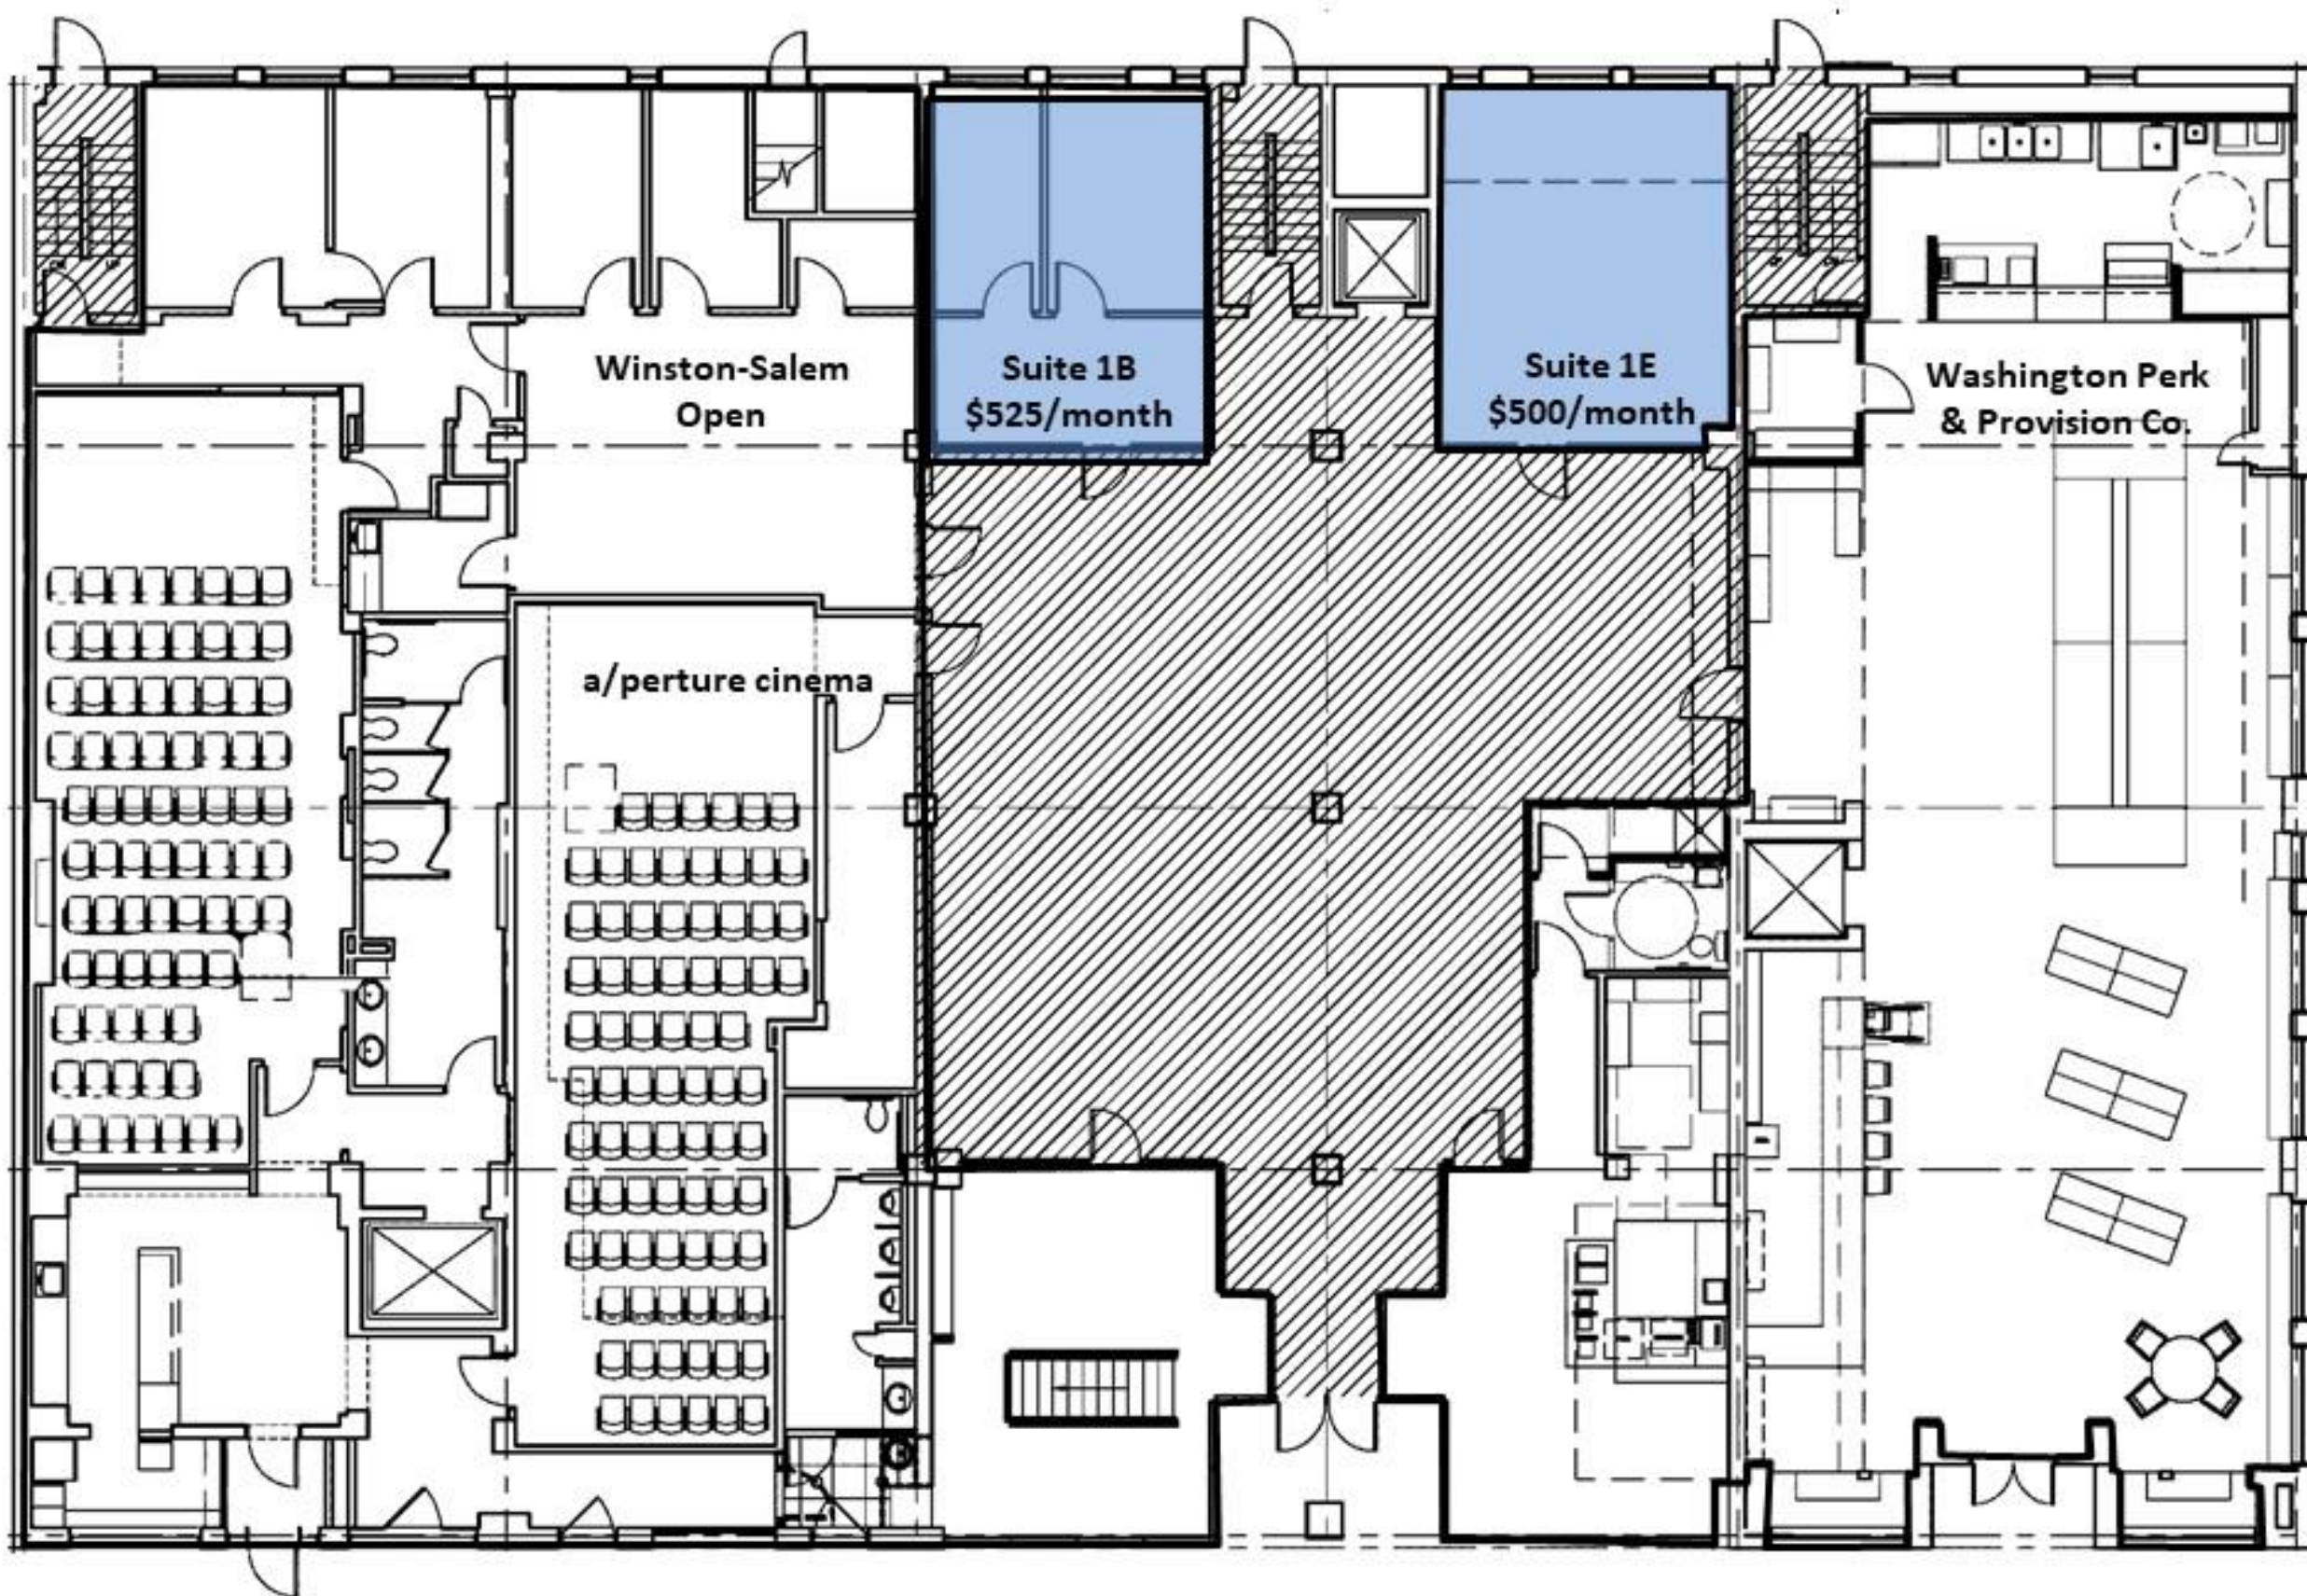 Winston-Salem
Open
Suite 1B
$525/month
Suite 1E
$500/month
Washington Perk
& Provision Co.
a/perture cinema